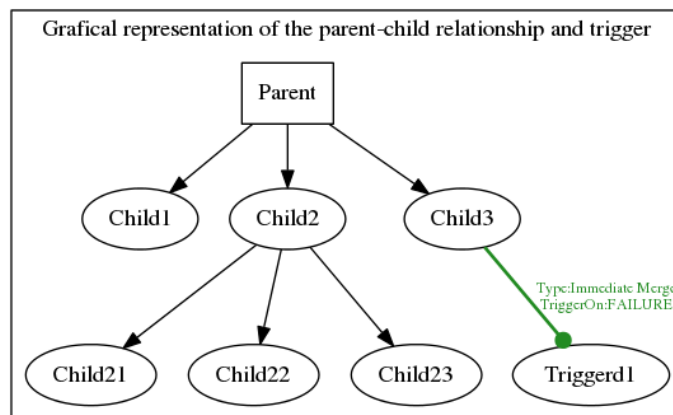 Grafical representation of the parent-child relationship and trigger
Parent
Child1
Child2
Child3
Type:Immediate Merge
TriggerOn:FAILURE
Child21
Child22
Child23
Triggerd1